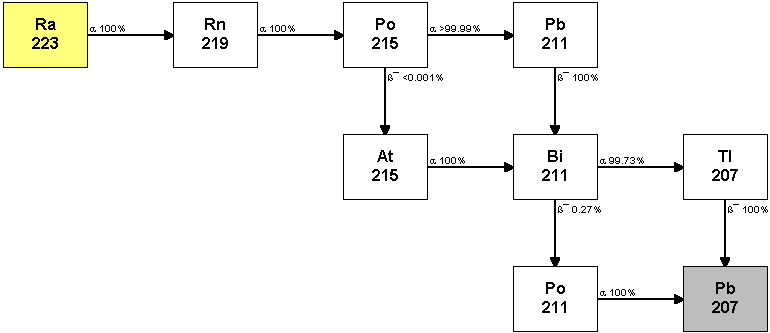 Ra
223
α 100%
Rn
219
α 100%
Po
215
α >99.99%
Pb
211
ß⁻ <0.001%
ß⁻ 100%
At
215
α 100%
Bi
211
α 99.73%
Tl
207
ß⁻ 0.27%
ß⁻ 100%
Po
211
α 100%
Pb
207